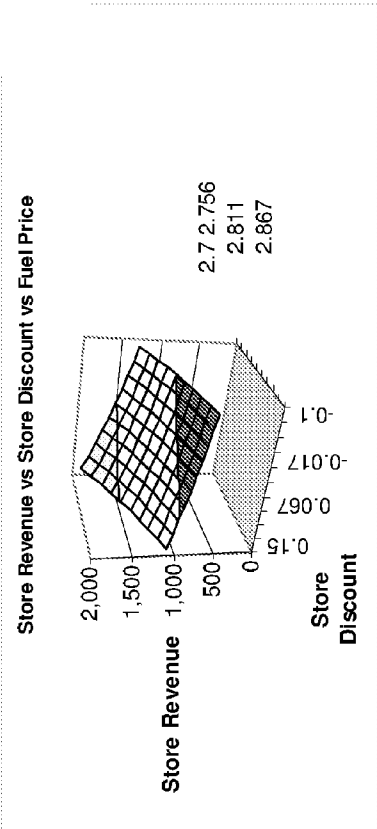 Store Revenue vs Store Discount vs Fuel Price
2,000
1,500
Store Revenue 1,000
500
0
0.15
0.067
-0.017
-0.1
Store
Discount
2.7 2.756
2.811
2.867